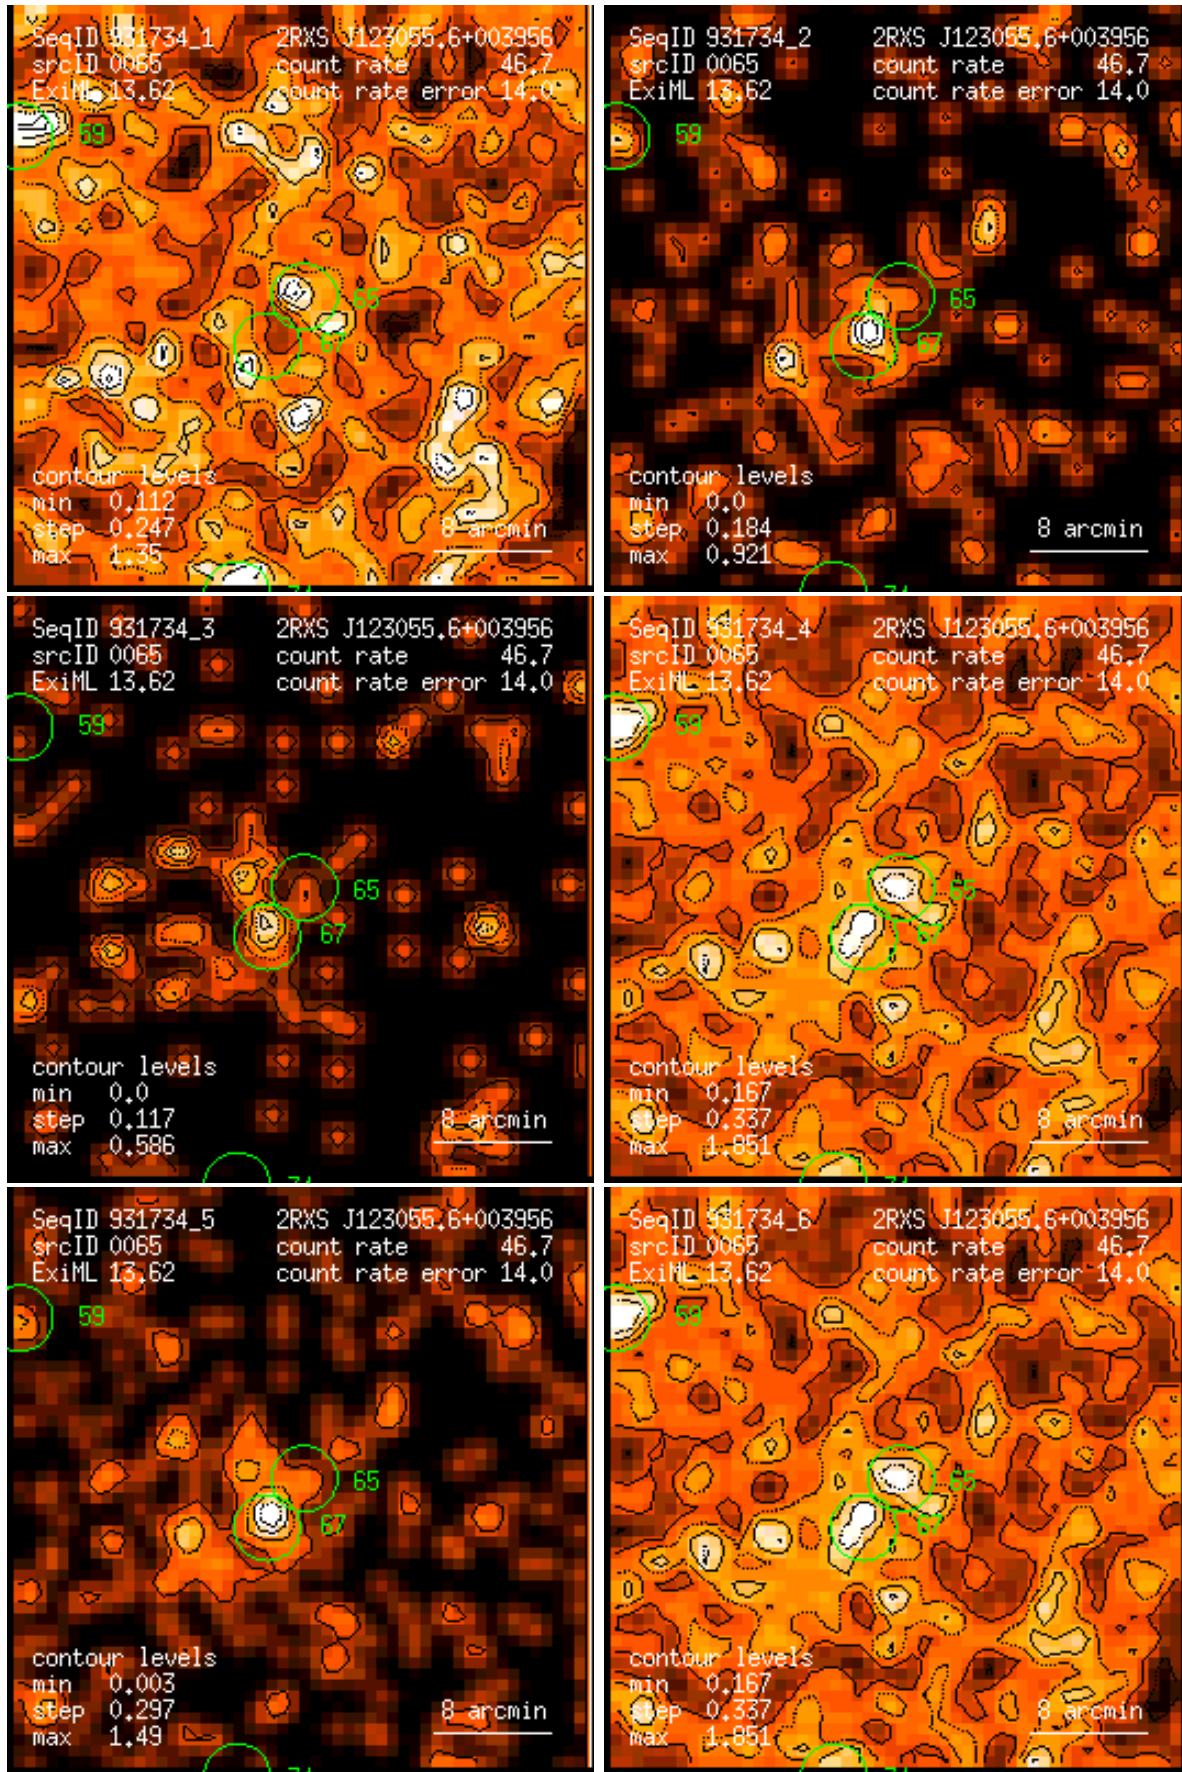 SeqID 931734_1 2RXS J123055.6+003956
srcID 0065 count rate 46.7
ExiML 13.62 count rate error 14.0
59
65
67
contour levels
min 0.112
step 0.247
max 1.35
8 arcmin
SeqID 931734_2 2RXS J123055.6+003956
srcID 0065 count rate 46.7
ExiML 13.62 count rate error 14.0
59
65
67
contour levels
min 0.0
step 0.184
max 0.921
8 arcmin
SeqID 931734_3 2RXS J123055.6+003956
srcID 0065 count rate 46.7
ExiML 13.62 count rate error 14.0
59
65
67
contour levels
min 0.0
step 0.117
max 0.586
8 arcmin
SeqID 931734_4 2RXS J123055.6+003956
srcID 0065 count rate 46.7
ExiML 13.62 count rate error 14.0
59
65
67
contour levels
min 0.167
step 0.337
max 1.851
8 arcmin
SeqID 931734_5 2RXS J123055.6+003956
srcID 0065 count rate 46.7
ExiML 13.62 count rate error 14.0
59
65
67
contour levels
min 0.003
step 0.297
max 1.49
8 arcmin
SeqID 931734_6 2RXS J123055.6+003956
srcID 0065 count rate 46.7
ExiML 13.62 count rate error 14.0
59
65
67
contour levels
min 0.167
step 0.337
max 1.851
8 arcmin